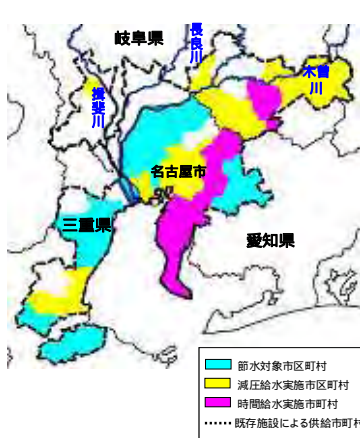 岐阜県
長良川
木曽川
揖斐川
名古屋市
三重県
愛知県
節水対象市区町村
減圧給水実施市区町村
時間給水実施市町村
既存施設による供給市町村